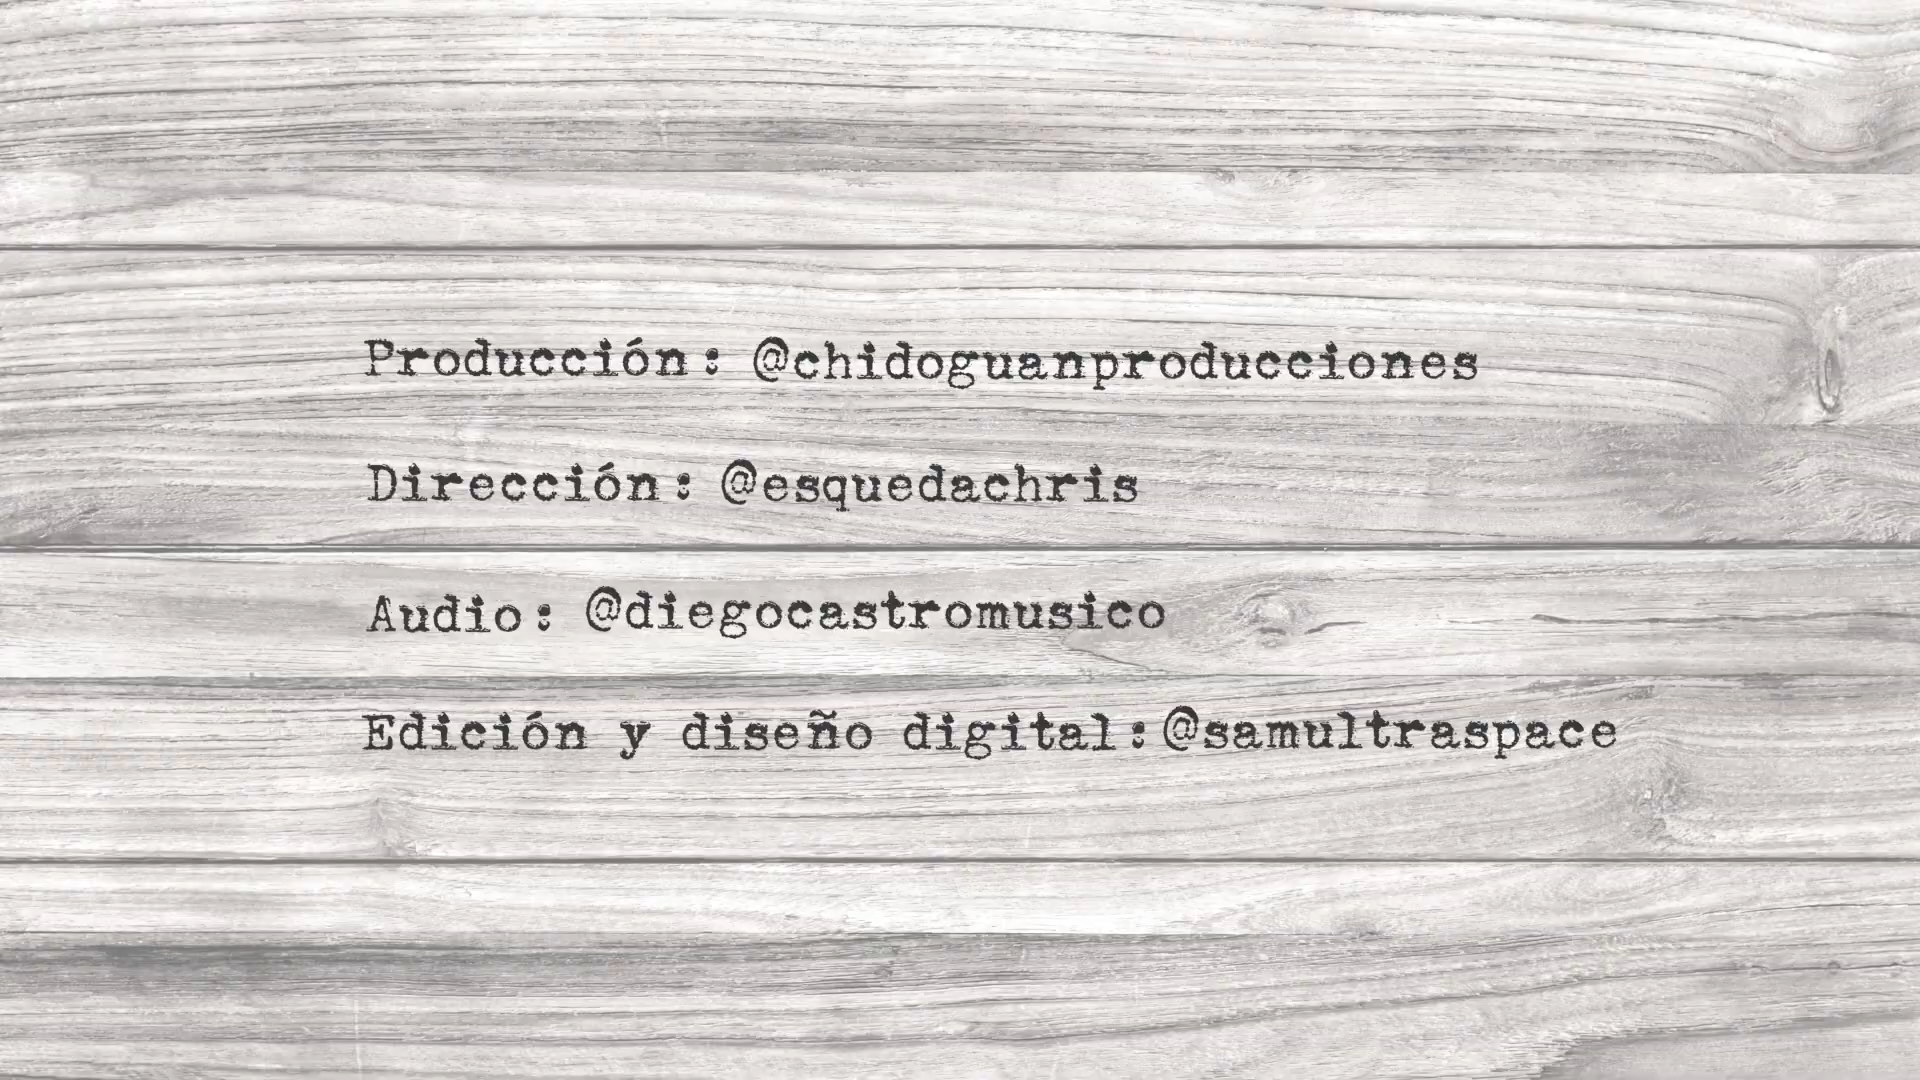 Producción: @chidoguanproducciones
Dirección: @esquedachris
Audio: @diegocastromusico
Edición y diseño digital:@samultraspace